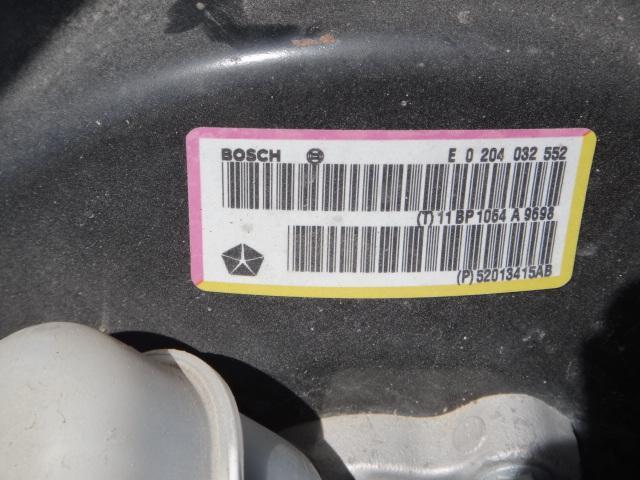 BOSCH E 0 204 032 552
(T) 11 BP 1064 A 9698
(P) 52013415AB